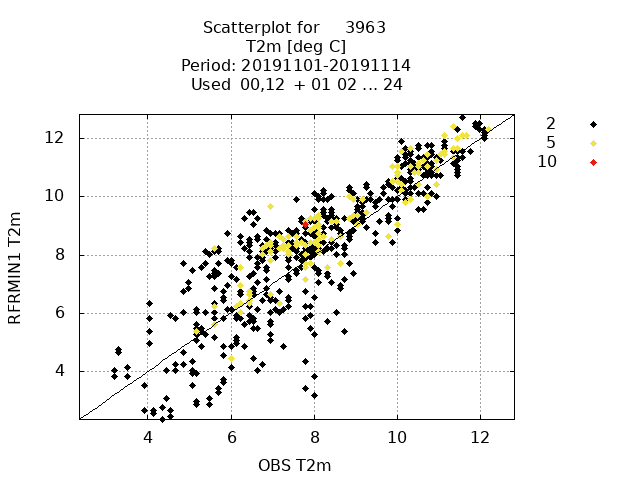 Scatterplot for 3963
T2m [deg C]
Period: 20191101-20191114
Used 00,12 + 01 02 ... 24
2
5
10
RFRMIN1 T2m
12
10
8
6
4
4 6 8 10 12
OBS T2m